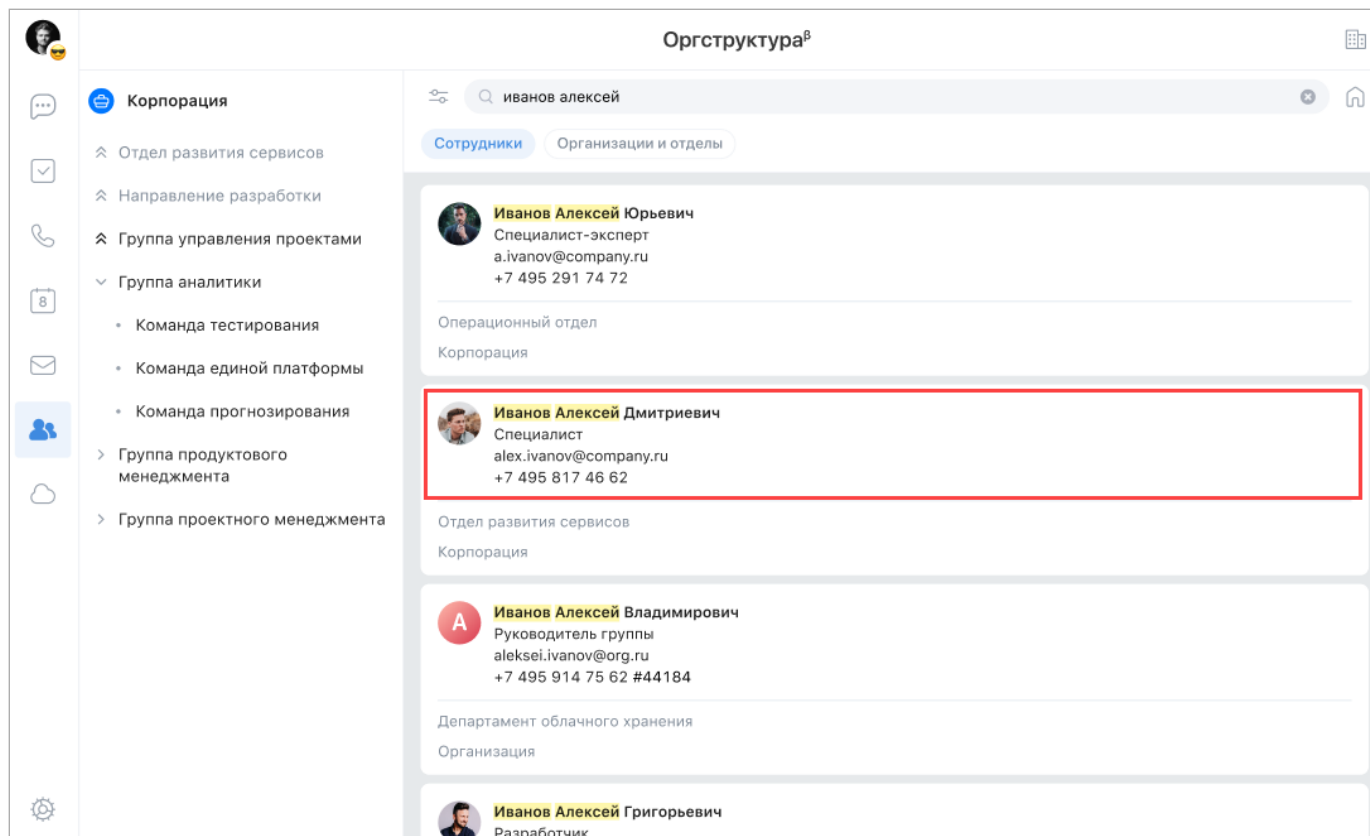 Оргструктураᵝ
Корпорация
Отдел развития сервисов
Направление разработки
Группа управления проектами
Группа аналитики
Команда тестирования
Команда единой платформы
Команда прогнозирования
Группа продуктового
менеджмента
Группа проектного менеджмента
8
иванов алексей
Сотрудники
Организации и отделы
Иванов Алексей Юрьевич
Специалист-эксперт
a.ivanov@company.ru
+7 495 291 74 72
Операционный отдел
Корпорация
Иванов Алексей Дмитриевич
Специалист
alex.ivanov@company.ru
+7 495 817 46 62
Отдел развития сервисов
Корпорация
А
Иванов Алексей Владимирович
Руководитель группы
aleksei.ivanov@org.ru
+7 495 914 75 62 #44184
Департамент облачного хранения
Организация
Иванов Алексей Григорьевич
Разработчик